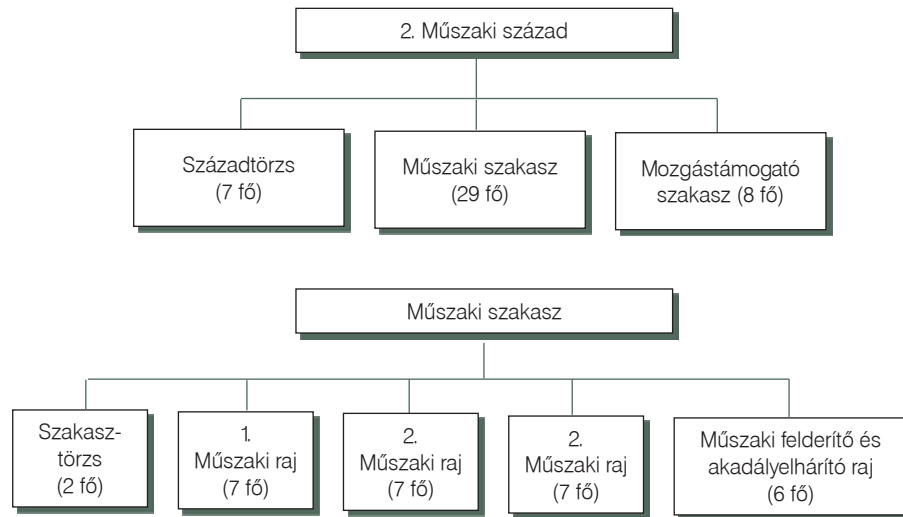 2. Műszaki század
Századtörzs
(7 fő)
Műszaki szakasz
(29 fő)
Mozgástámogató
szakasz (8 fő)
Műszaki szakasz
Szakasz-
törzs
(2 fő)
1.
Műszaki raj
(7 fő)
2.
Műszaki raj
(7 fő)
2.
Műszaki raj
(7 fő)
Műszaki felderítő és
akadályelhárító raj
(6 fő)